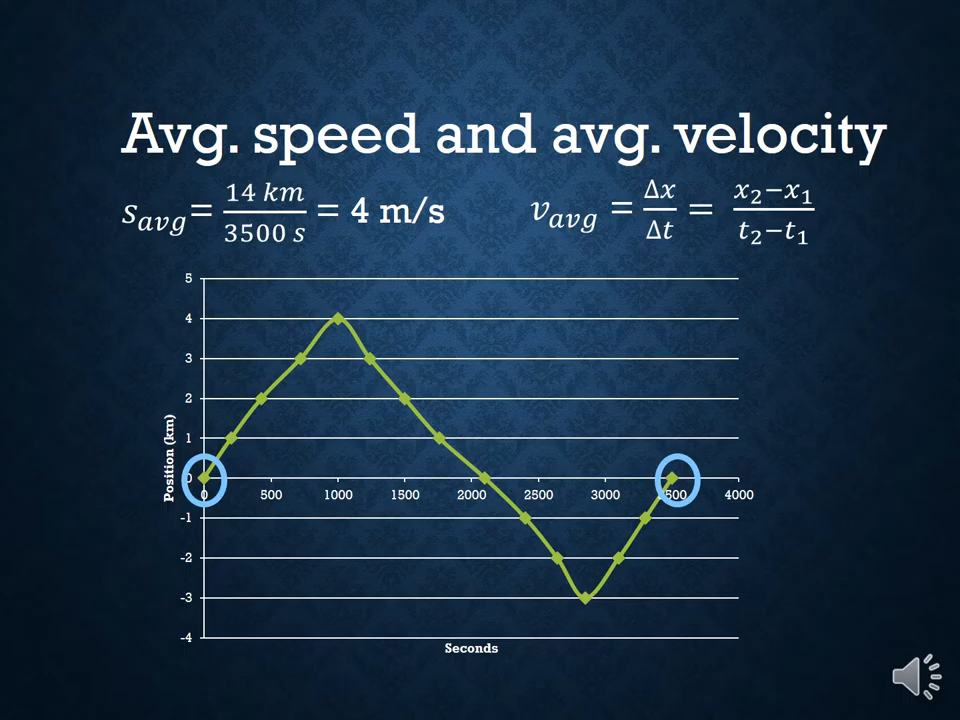 Avg. speed and avg. velocity
s_avg = 14 km / 3500 s = 4 m/s
v_avg = Δx / Δt = x₂−x₁ / t₂−t₁
5
4
3
2
1
0
-1
-2
-3
-4
Position (km)
0 500 1000 1500 2000 2500 3000 3500 4000
Seconds